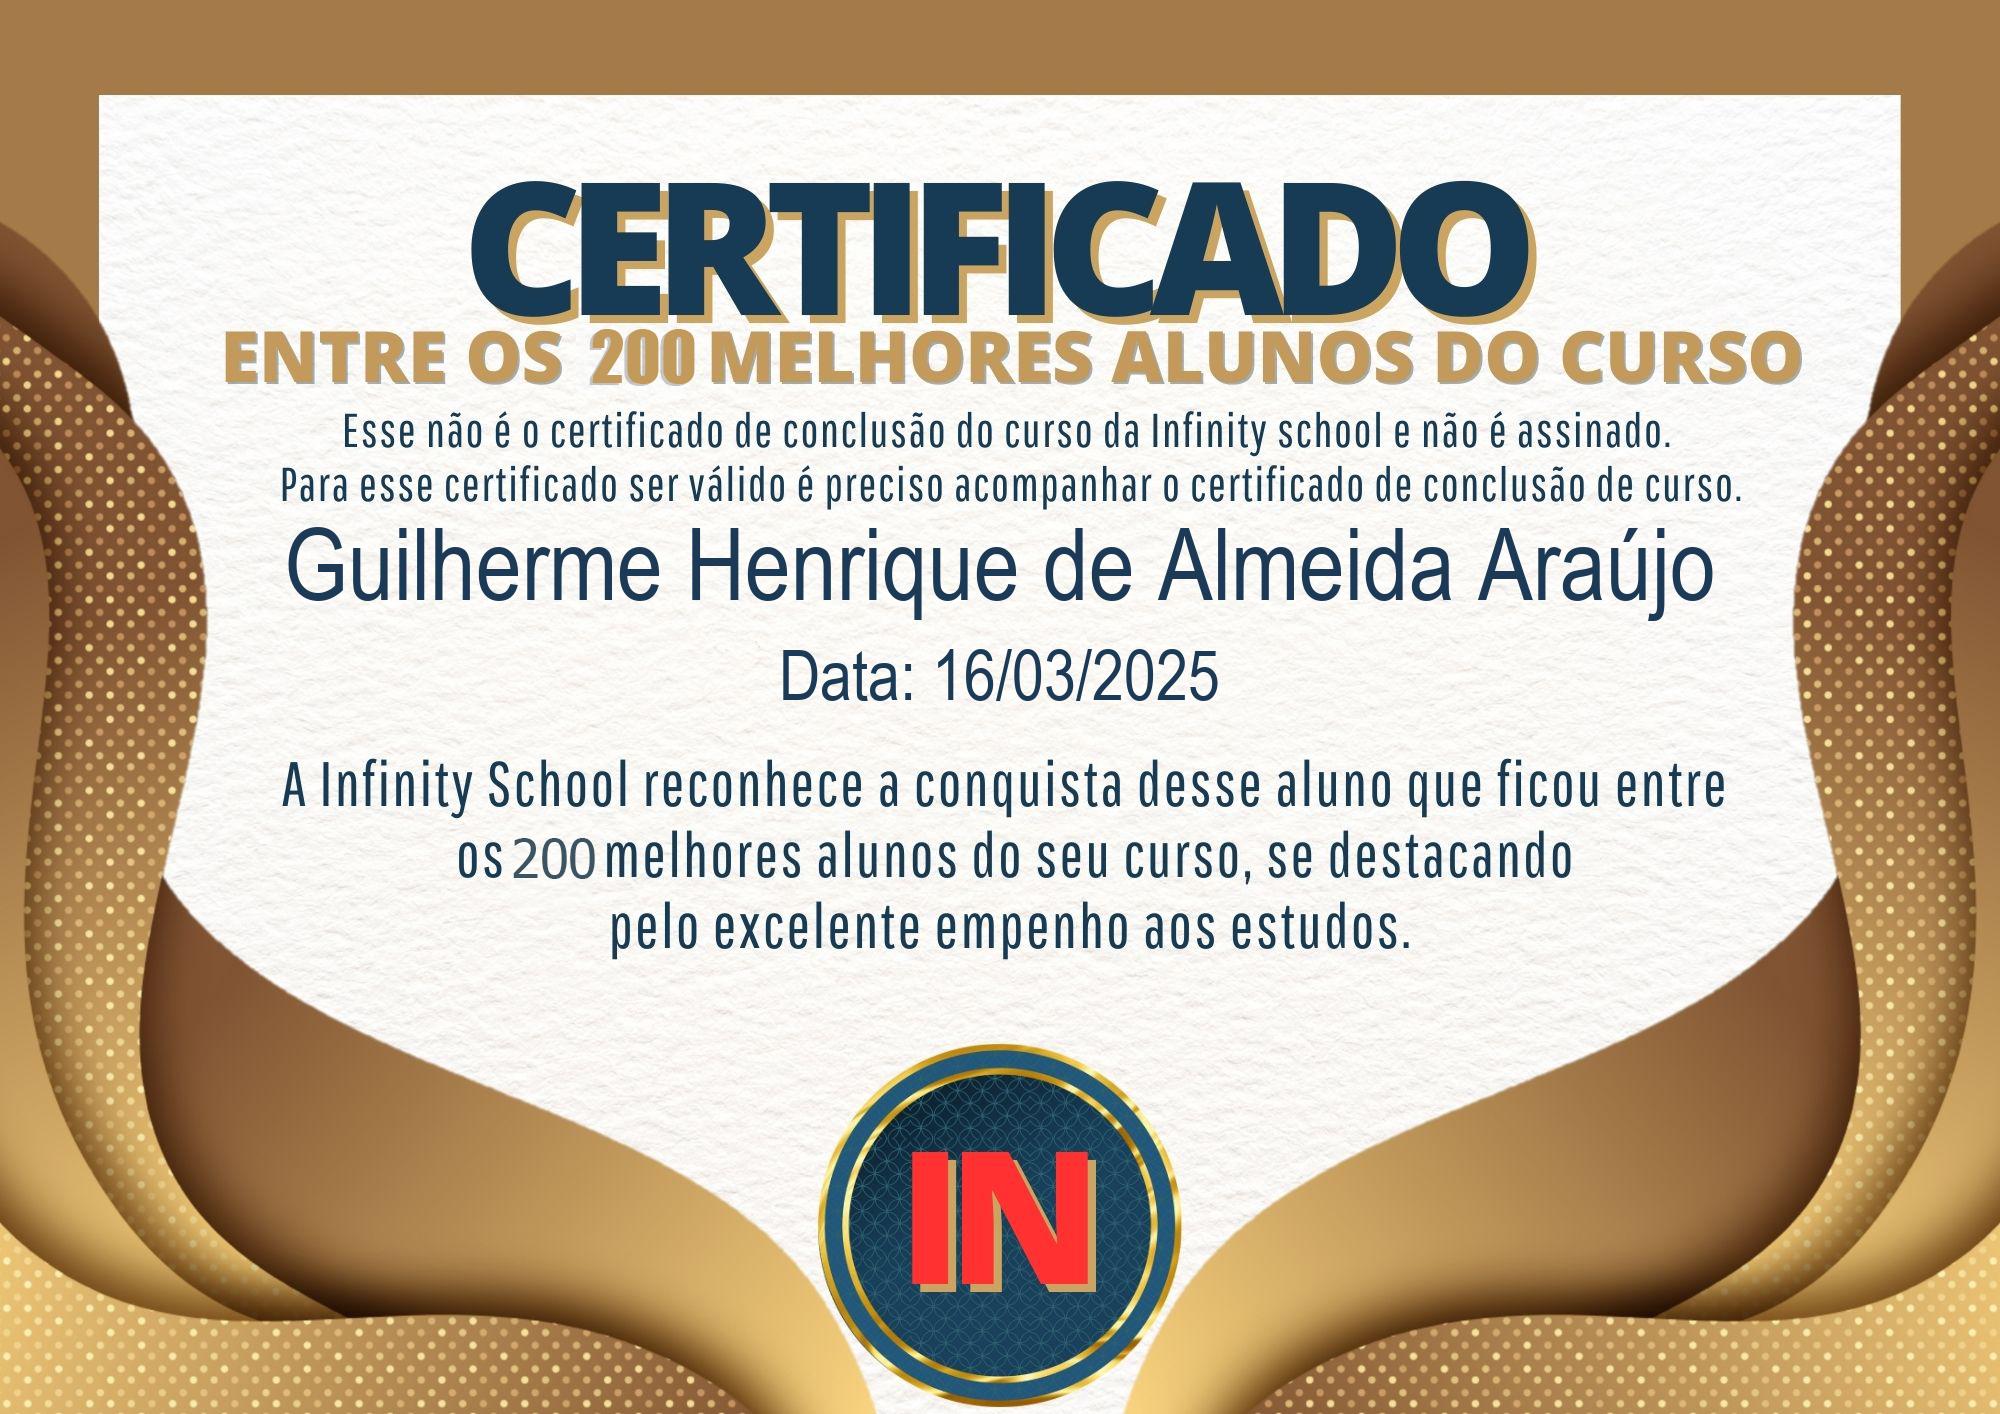 CERTIFICADO
ENTRE OS 200 MELHORES ALUNOS DO CURSO
Esse não é o certificado de conclusão do curso da Infinity school e não é assinado.
Para esse certificado ser válido é preciso acompanhar o certificado de conclusão de curso.
Guilherme Henrique de Almeida Araújo
Data: 16/03/2025
A Infinity School reconhece a conquista desse aluno que ficou entre
os 200 melhores alunos do seu curso, se destacando
pelo excelente empenho aos estudos.
IN